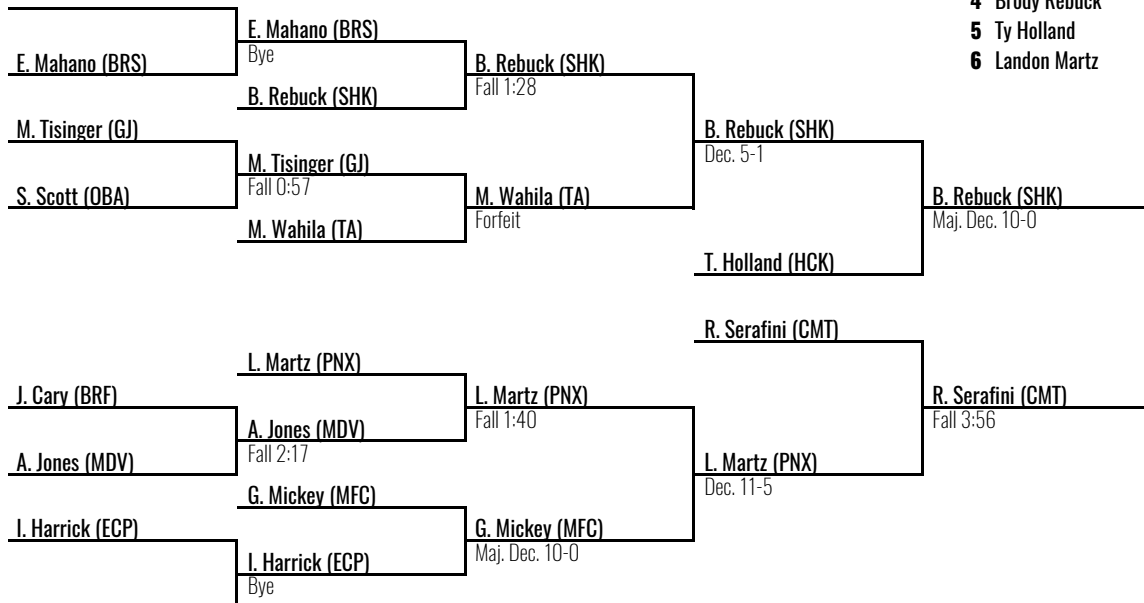 4 Brody Rebuck
5 Ty Holland
6 Landon Martz
E. Mahano (BRS)
E. Mahano (BRS)
Bye
B. Rebuck (SHK)
B. Rebuck (SHK)
Fall 1:28
M. Tisinger (GJ)
S. Scott (OBA)
M. Tisinger (GJ)
Fall 0:57
M. Wahila (TA)
M. Wahila (TA)
Forfeit
B. Rebuck (SHK)
Dec. 5-1
T. Holland (HCK)
B. Rebuck (SHK)
Maj. Dec. 10-0
R. Serafini (CMT)
L. Martz (PNX)
J. Cary (BRF)
A. Jones (MDV)
A. Jones (MDV)
Fall 2:17
L. Martz (PNX)
Fall 1:40
G. Mickey (MFC)
I. Harrick (ECP)
I. Harrick (ECP)
Bye
G. Mickey (MFC)
Maj. Dec. 10-0
L. Martz (PNX)
Dec. 11-5
R. Serafini (CMT)
Fall 3:56